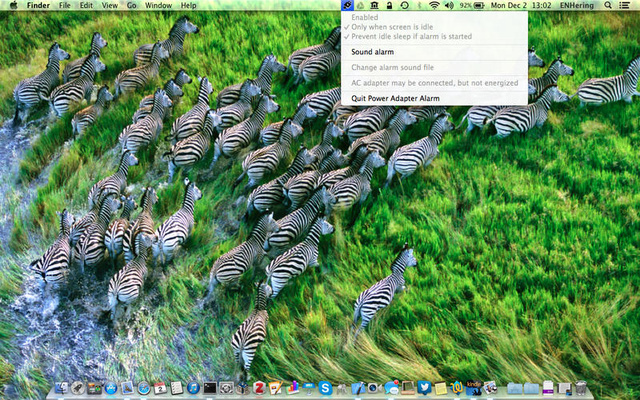 Finder File Edit View Go Window Help 92% Mon Dec 2 13:02 ENHering
Enabled
Only when screen is idle
Prevent idle sleep if alarm is started
Sound alarm
Change alarm sound file
AC adapter may be connected, but not energized
Quit Power Adapter Alarm
2
kindle